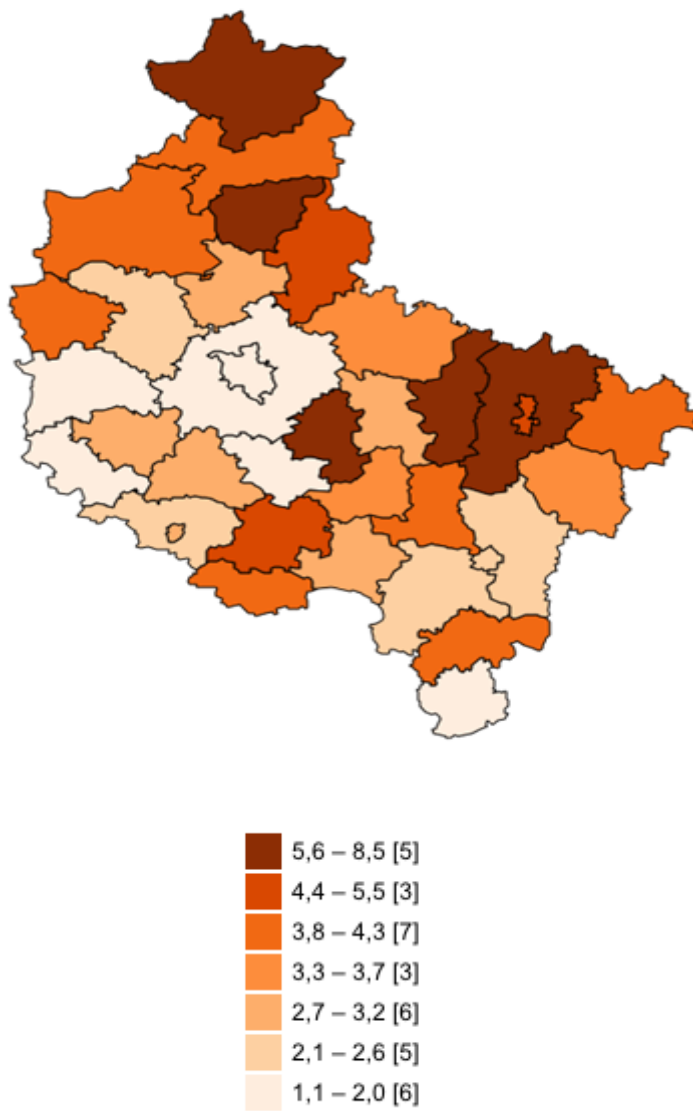 5,6 – 8,5 [5]
4,4 – 5,5 [3]
3,8 – 4,3 [7]
3,3 – 3,7 [3]
2,7 – 3,2 [6]
2,1 – 2,6 [5]
1,1 – 2,0 [6]